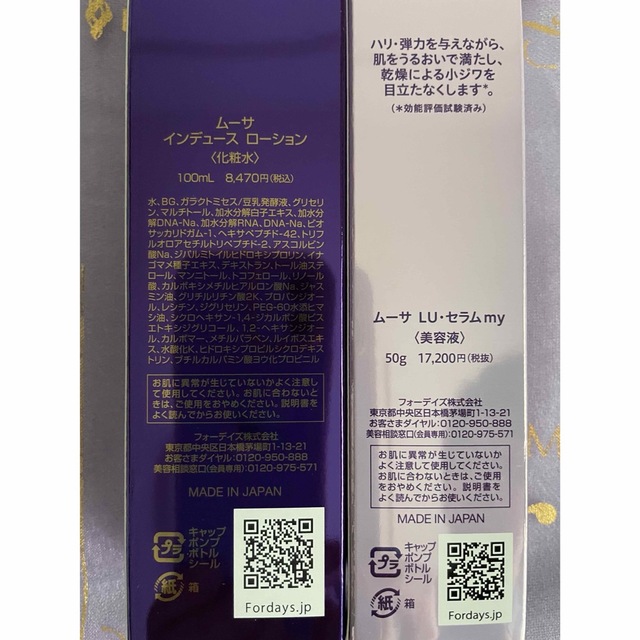 ムーサ
インデュース ローション
〈化粧水〉
100mL 8,470円(税込)
水、BG、ガラクトミセス/豆乳発酵液、グリセリ
ン、マルチトール、加水分解白子エキス、加水分
解DNA-Na、加水分解RNA、DNA-Na、ビオ
サッカリドガム-1、ヘキサペプチド-42、トリフ
ルオロアセチルトリペプチド-2、アスコルビン
酸Na、ジパルミトイルヒドロキシプロリン、イナ
ゴマメ種子エキス、デキストラン、トール油ステ
ロール、マンニトール、トコフェロール、リノール
酸、カルボキシメチルヒアルロン酸Na、ジャス
ミン油、グリチルリチン酸2K、プロパンジオー
ル、レシチン、ジグリセリン、PEG-60水添ヒマ
シ油、シクロヘキサン-1,4-ジカルボン酸ビス
エトキシジグリコール、1,2-ヘキサンジオー
ル、カルボマー、メチルパラベン、ルイボスエキ
ス、水酸化K、ヒドロキシプロピルシクロデキス
トリン、ブチルカルバミン酸ヨウ化プロピニル
お肌に異常が生じていないかよく注意し
て使用してください。お肌に合わないと
きは、ご使用をおやめください。説明書を
よく読んでからお使いください。
フォーデイズ株式会社
東京都中央区日本橋茅場町1-13-21
お客さまダイヤル:0120-950-888
美容相談窓口(会員専用):0120-975-571
MADE IN JAPAN
プラ
キャップ
ポンプ
ボトル
シール
紙
箱
Fordays.jp
ハリ・弾力を与えながら、
肌をうるおいで満たし、
乾燥による小ジワを
目立たなくします*。
(*効能評価試験済み)
ムーサ LU・セラム my
〈美容液〉
50g 17,200円(税抜)
フォーデイズ株式会社
東京都中央区日本橋茅場町1-13-21
お客さまダイヤル:0120-950-888
美容相談窓口(会員専用):0120-975-571
お肌に異常が生じていないか
よく注意して使用してください。
お肌に合わないときは、ご使用
をおやめください。説明書を
よく読んでからお使いください。
MADE IN JAPAN
プラ
キャップ
ポンプ
ボトル
シール
紙
箱
Fordays.jp